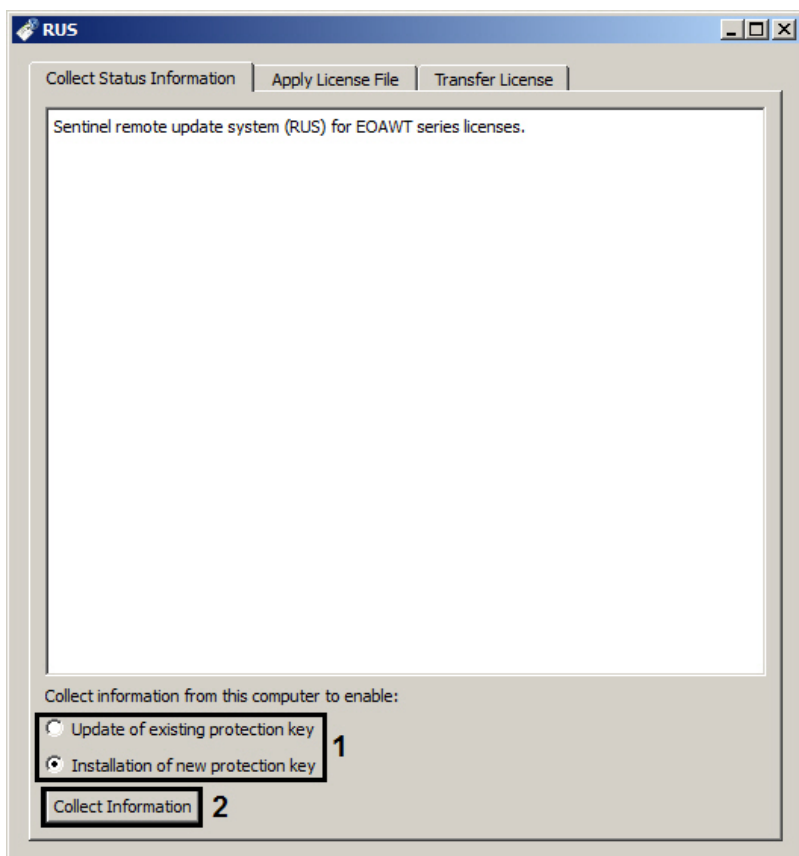 RUS
Collect Status Information Apply License File Transfer License
Sentinel remote update system (RUS) for EOAWT series licenses.
Collect information from this computer to enable:
Update of existing protection key
1
Installation of new protection key
Collect Information 2